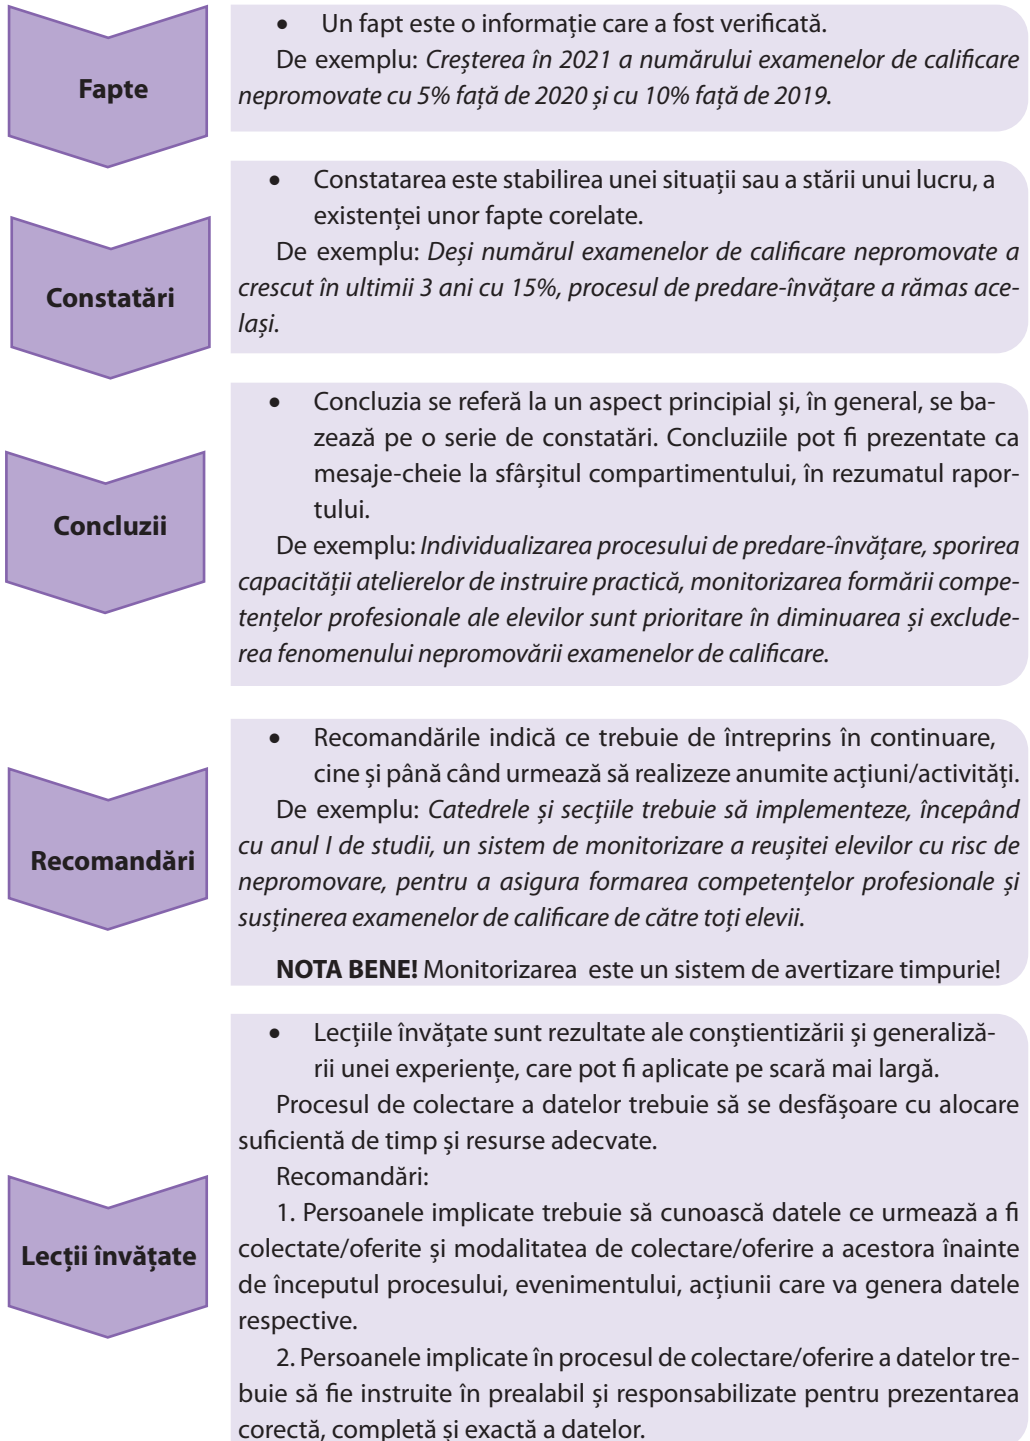 Fapte
• Un fapt este o informație care a fost verificată.
De exemplu: Creșterea în 2021 a numărului examenelor de calificare
nepromovate cu 5% față de 2020 și cu 10% față de 2019.
Constatări
• Constatarea este stabilirea unei situații sau a stării unui lucru, a
existenței unor fapte corelate.
De exemplu: Deși numărul examenelor de calificare nepromovate a
crescut în ultimii 3 ani cu 15%, procesul de predare-învățare a rămas ace-
lași.
Concluzii
• Concluzia se referă la un aspect principial și, în general, se ba-
zează pe o serie de constatări. Concluziile pot fi prezentate ca
mesaje-cheie la sfârșitul compartimentului, în rezumatul rapor-
tului.
De exemplu: Individualizarea procesului de predare-învățare, sporirea
capacității atelierelor de instruire practică, monitorizarea formării compe-
tențelor profesionale ale elevilor sunt prioritare în diminuarea și exclude-
rea fenomenului nepromovării examenelor de calificare.
Recomandări
• Recomandările indică ce trebuie de întreprins în continuare,
cine și până când urmează să realizeze anumite acțiuni/activități.
De exemplu: Catedrele și secțiile trebuie să implementeze, începând
cu anul I de studii, un sistem de monitorizare a reușitei elevilor cu risc de
nepromovare, pentru a asigura formarea competențelor profesionale și
susținerea examenelor de calificare de către toți elevii.
NOTA BENE! Monitorizarea este un sistem de avertizare timpurie!
Lecții învățate
• Lecțiile învățate sunt rezultate ale conștientizării și generaliză-
rii unei experiențe, care pot fi aplicate pe scară mai largă.
Procesul de colectare a datelor trebuie să se desfășoare cu alocare
suficientă de timp și resurse adecvate.
Recomandări:
1. Persoanele implicate trebuie să cunoască datele ce urmează a fi
colectate/oferite și modalitatea de colectare/oferire a acestora înainte
de începutul procesului, evenimentului, acțiunii care va genera datele
respective.
2. Persoanele implicate în procesul de colectare/oferire a datelor tre-
buie să fie instruite în prealabil și responsabilizate pentru prezentarea
corectă, completă și exactă a datelor.